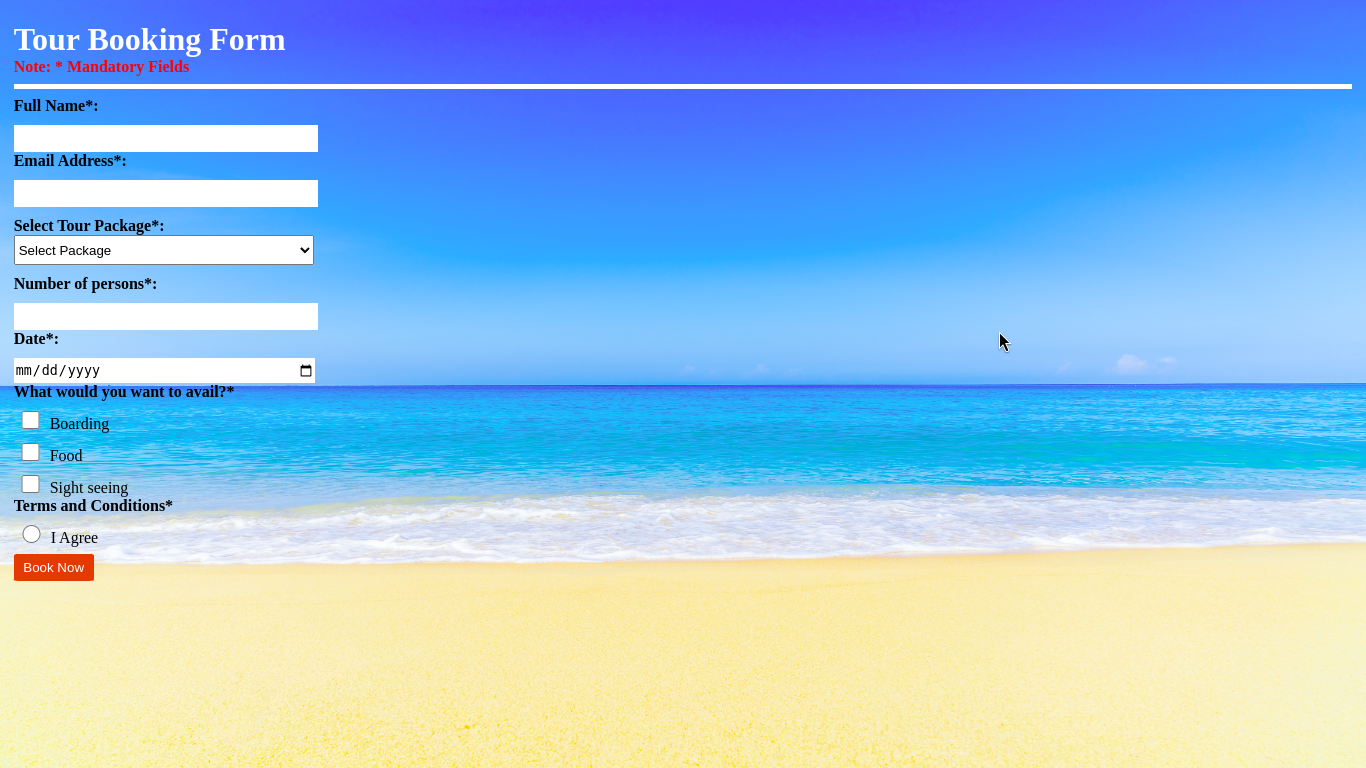 Tour Booking Form
Note: * Mandatory Fields
Full Name*:
Email Address*:
Select Tour Package*:
Select Package
Number of persons*:
Date*:
mm/dd/yyyy
What would you want to avail?*
Boarding
Food
Sight seeing
Terms and Conditions*
I Agree
Book Now